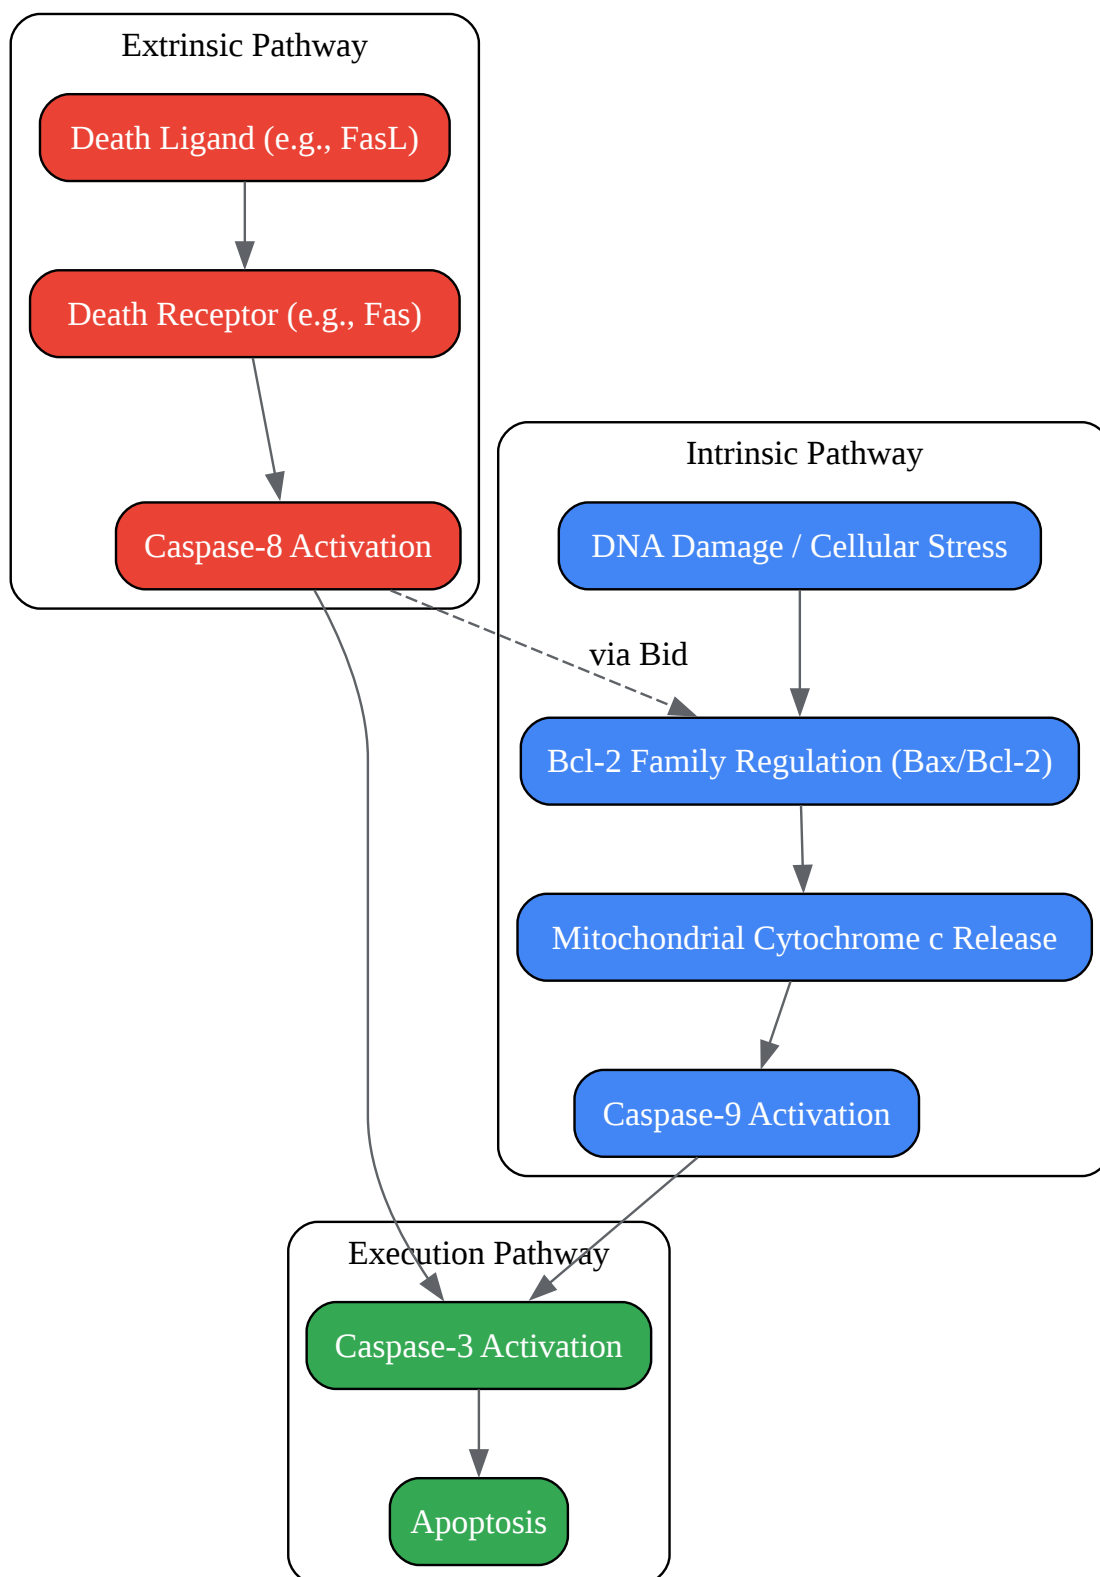 Extrinsic Pathway
Death Ligand (e.g., FasL)
Death Receptor (e.g., Fas)
Caspase-8 Activation
Intrinsic Pathway
DNA Damage / Cellular Stress
via Bid
Bcl-2 Family Regulation (Bax/Bcl-2)
Mitochondrial Cytochrome c Release
Caspase-9 Activation
Execution Pathway
Caspase-3 Activation
Apoptosis